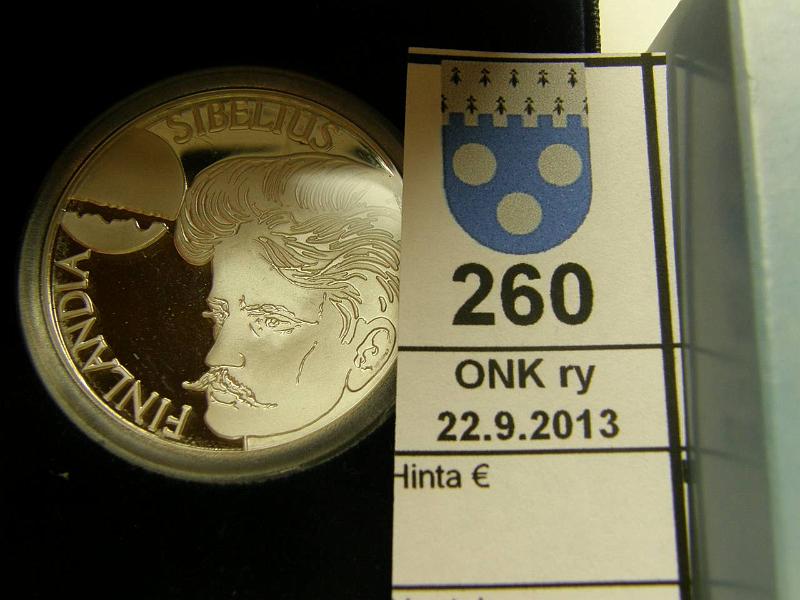 SIBELIUS
FINLANDIA
260
ONK ry
22.9.2013
Hinta €